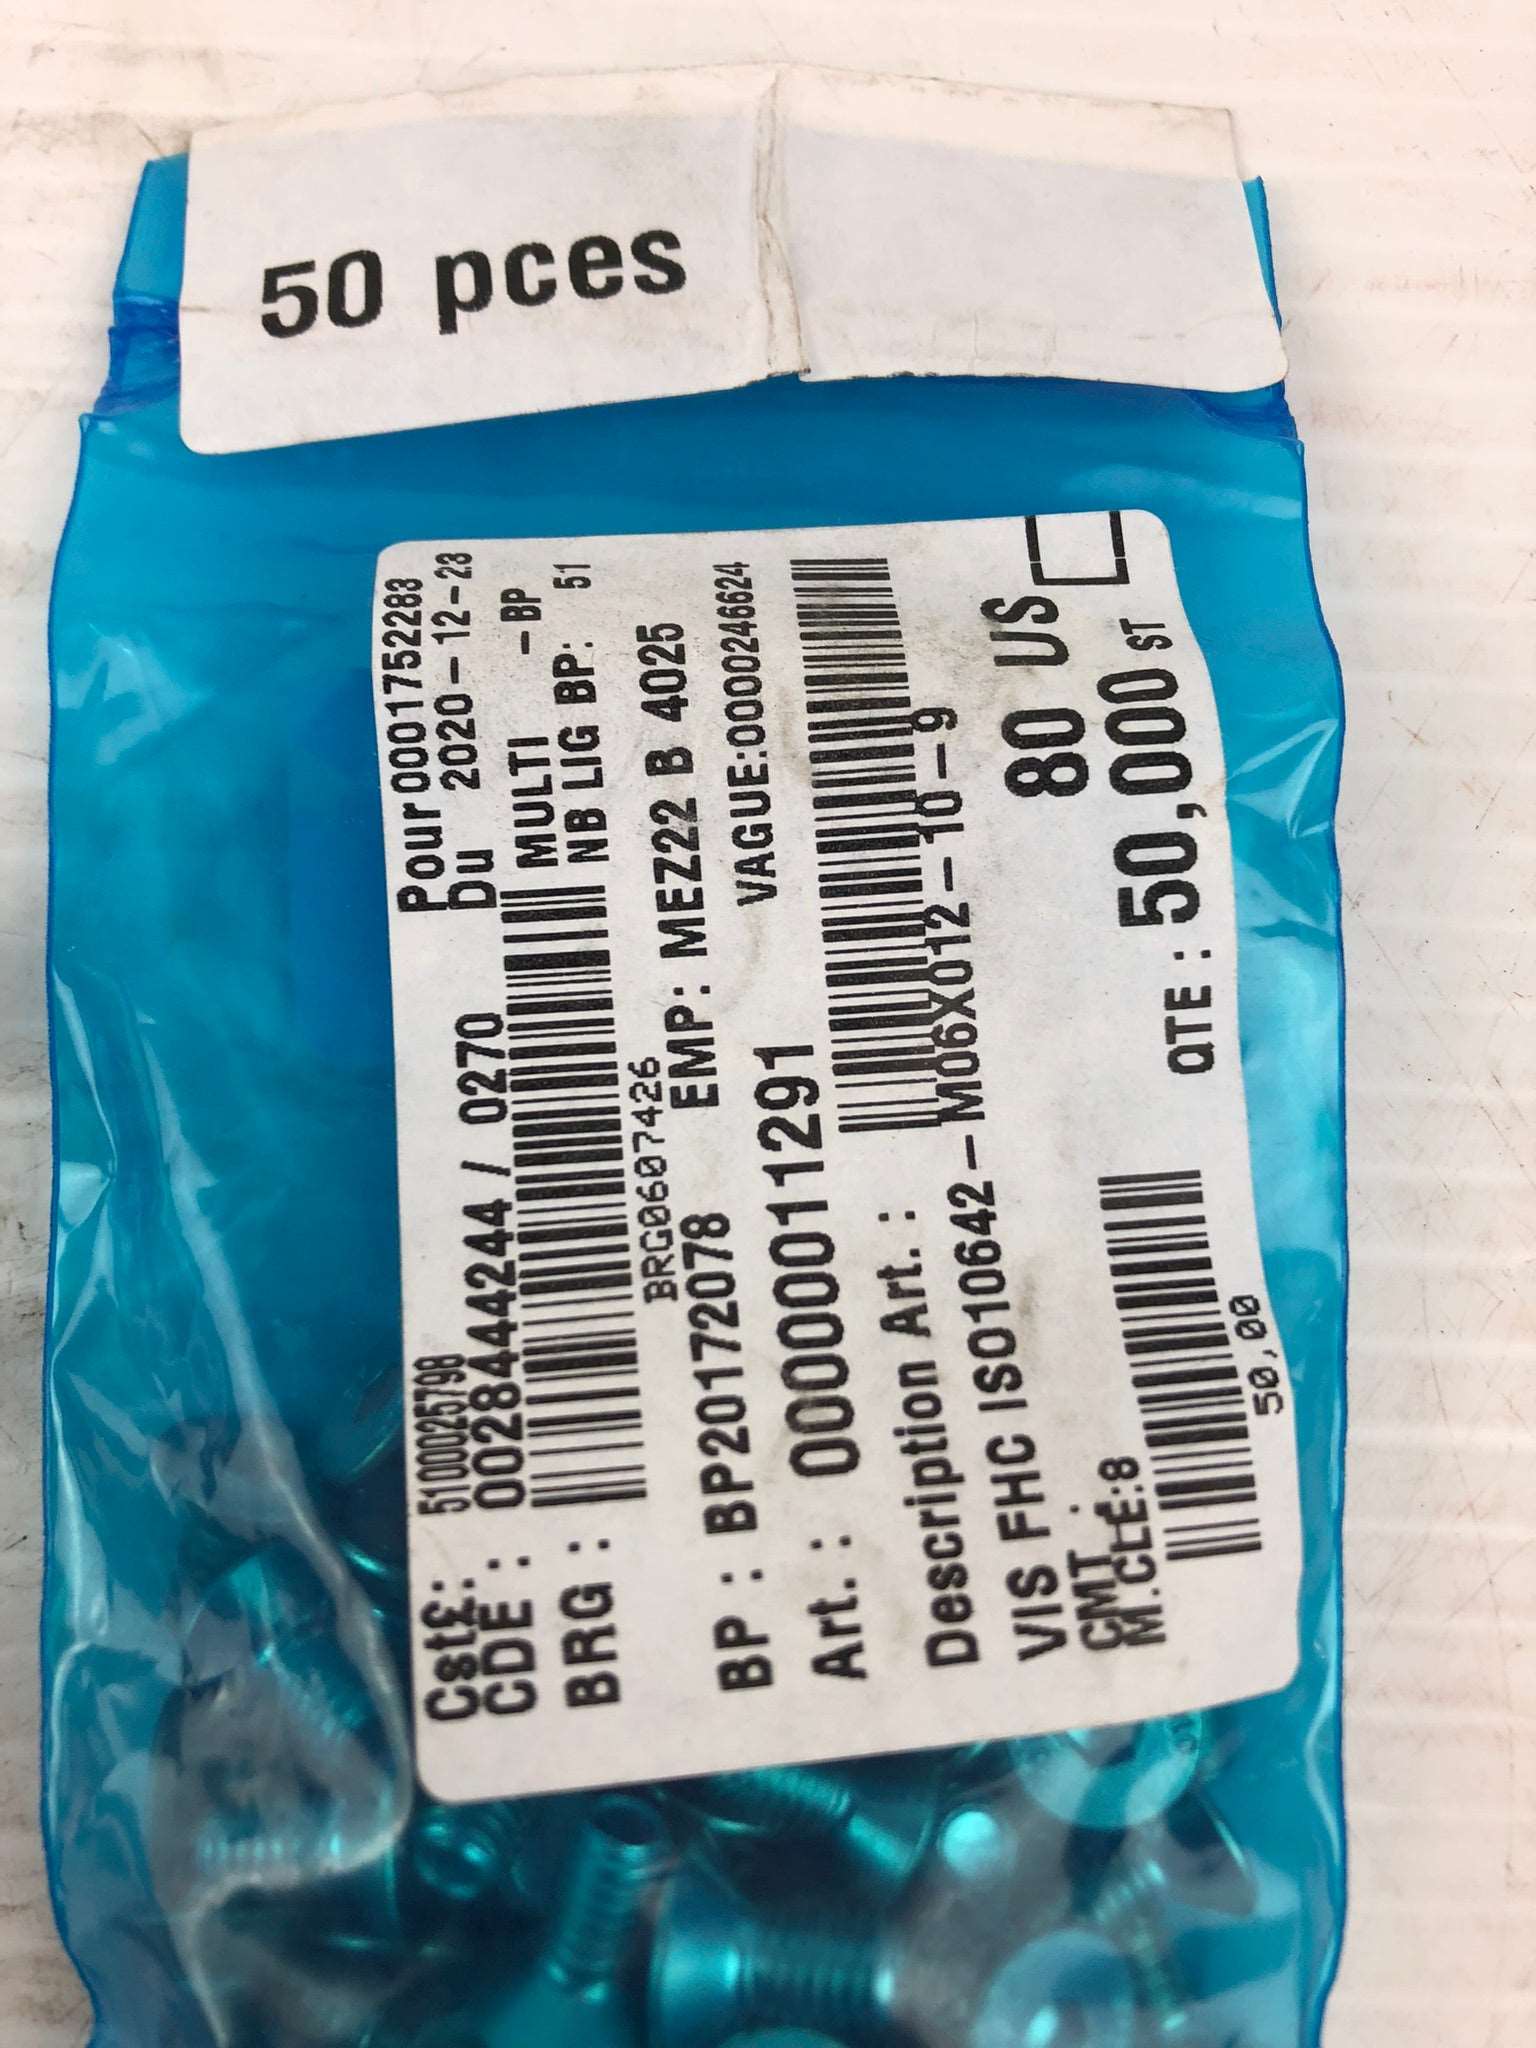 50 pces
Cst£: 5100025798 Pour 0001752283
CDE : 0028444244 / 0270 Du 2020-12-23
BRG : MULTI -BP
NB LIG BP: 51
BRG0607426
BP : BP20172078 EMP: MEZ22 B 4025
Art. : 0000011291 VAGUE:0000246624
Description Art. :
VIS FHC ISO10642-M06X012-10-9
CMT :
M.CLE:8 80 US
QTE : 50,000 ST
50,00